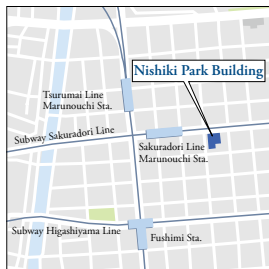 Nishiki Park Building
Tsurumai Line
Marunouchi Sta.
Subway Sakuradori Line
Sakuradori Line
Marunouchi Sta.
Subway Higashiyama Line
Fushimi Sta.